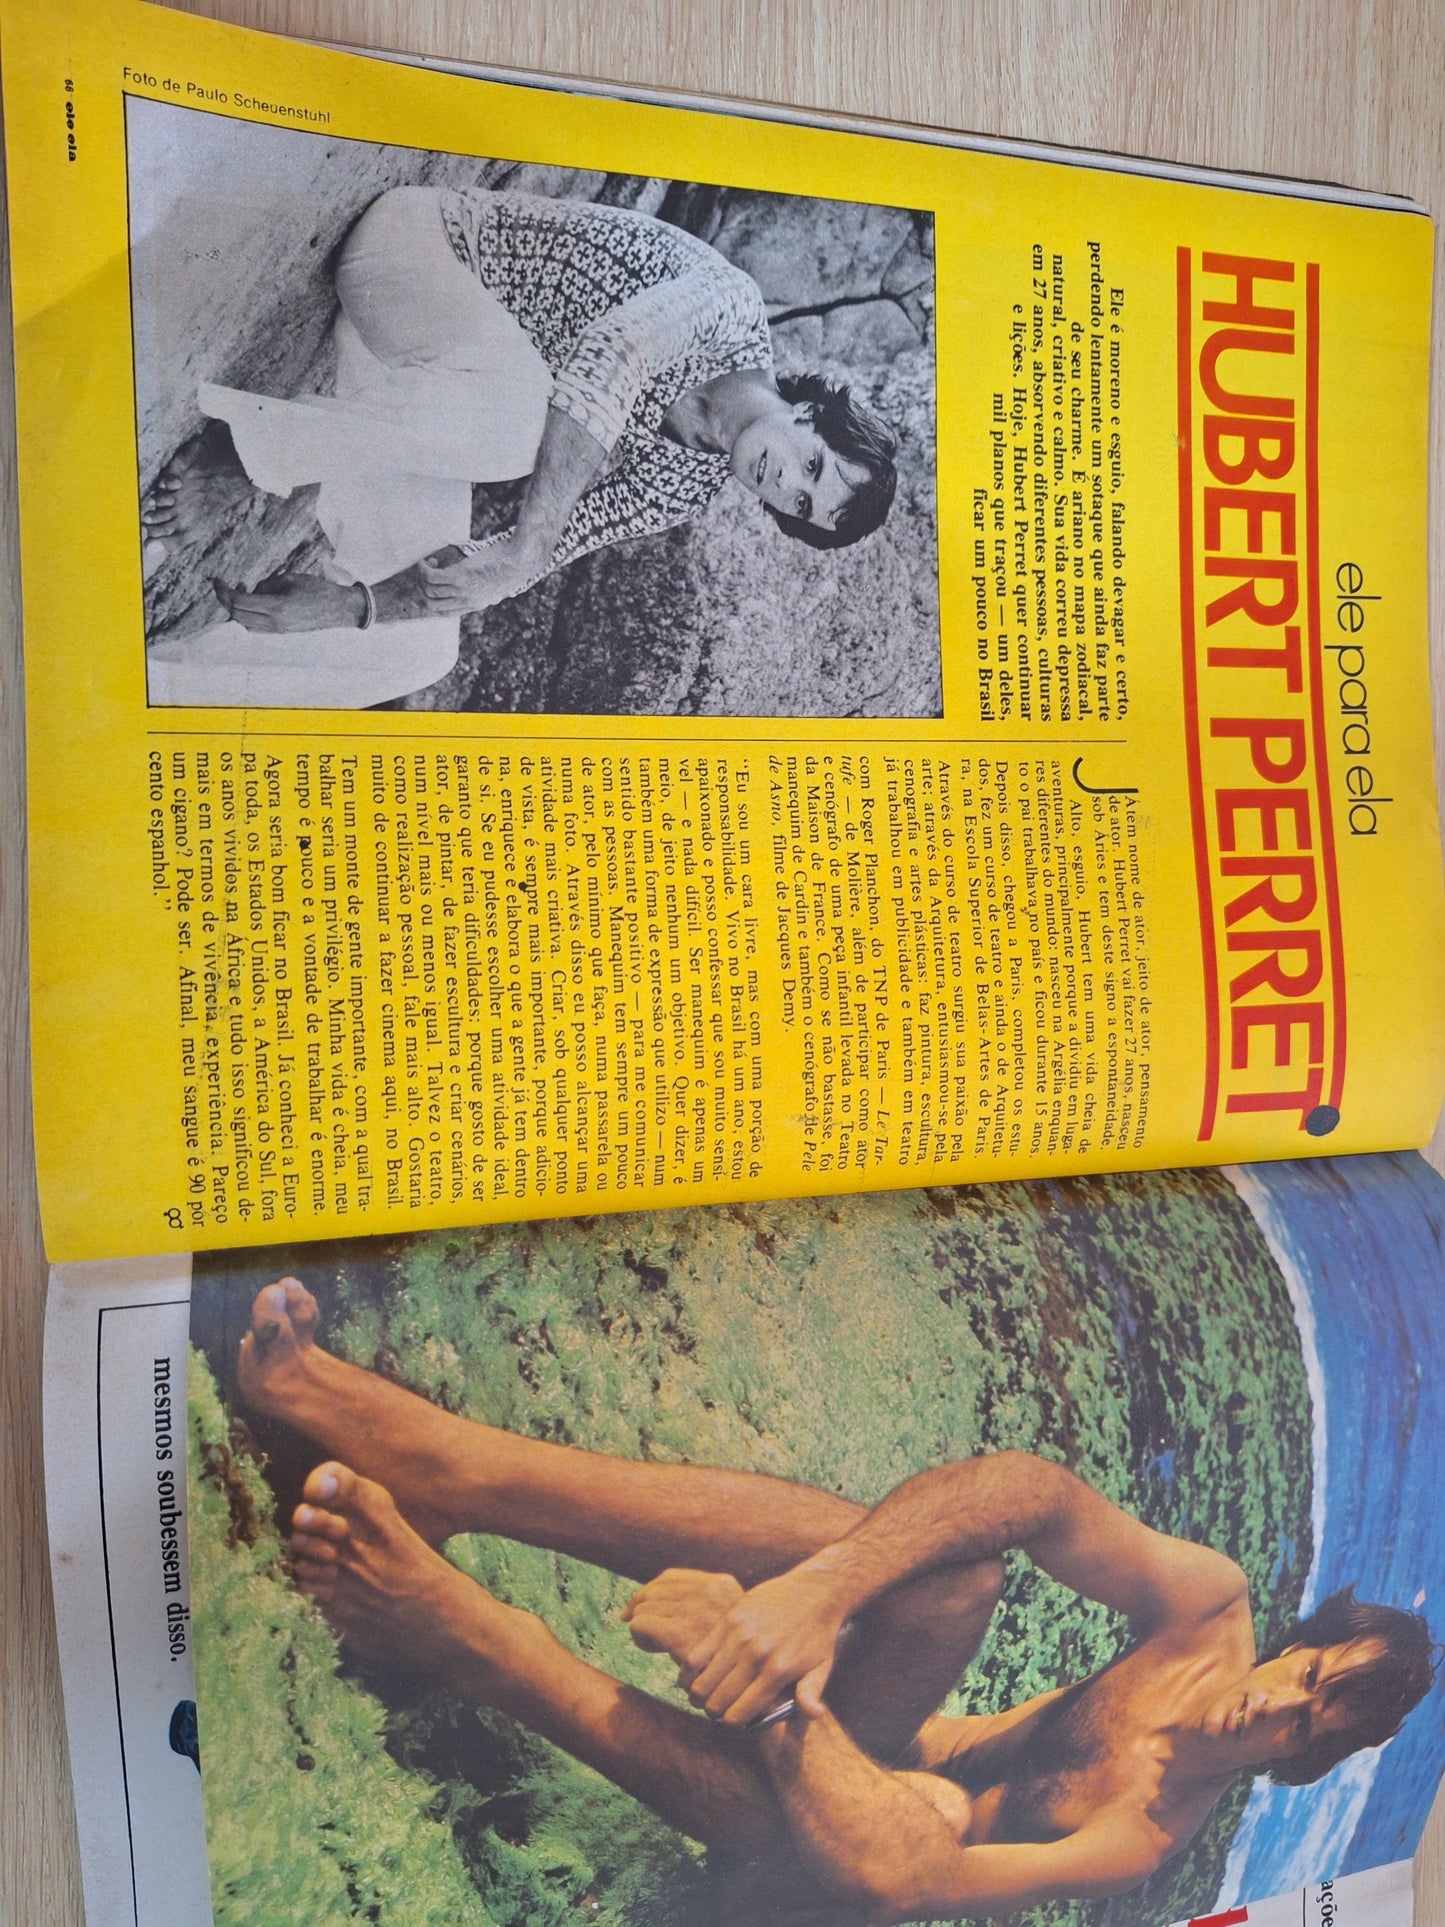 ele para ela
HUBERT PERRET
Ele é moreno e esguio, falando devagar e certo,
perdendo lentamente um sotaque que ainda faz parte
de seu charme. É ariano no mapa zodiacal,
natural, criativo e calmo. Sua vida correu depressa
em 27 anos, absorvendo diferentes pessoas, culturas
e lições. Hoje, Hubert Perret quer continuar
mil planos que traçou — um deles,
ficar um pouco no Brasil
Foto de Paulo Scheuenstuhl
Já tem nome de ator, jeito de ator, pensamento
de ator. Hubert Perret vai fazer 27 anos, nasceu
sob Áries e tem deste signo a espontaneidade.
Alto, esguio, Hubert tem uma vida cheia de
aventuras, principalmente porque a dividiu em luga-
res diferentes do mundo: nasceu na Argélia enquan-
to o pai trabalhava no país e ficou durante 15 anos.
Depois disso, chegou a Paris, completou os estu-
dos, fez um curso de teatro e ainda o de Arquitetu-
ra, na Escola Superior de Belas-Artes de Paris.
Através do curso de teatro surgiu sua paixão pela
arte; através da Arquitetura, entusiasmou-se pela
cenografia e artes plásticas: faz pintura, escultura,
já trabalhou em publicidade e também em teatro
com Roger Planchon, do TNP de Paris — Le Tar-
tufe — de Molière, além de participar como ator
e cenógrafo de uma peça infantil levada no Teatro
da Maison de France. Como se não bastasse, foi
manequim de Cardin e também o cenógrafo de Pele
de Asno, filme de Jacques Demy.
“Eu sou um cara livre, mas com uma porção de
responsabilidade. Vivo no Brasil há um ano, estou
apaixonado e posso confessar que sou muito sensí-
vel — e nada difícil. Ser manequim é apenas um
meio, de jeito nenhum um objetivo. Quer dizer, é
também uma forma de expressão que utilizo — num
sentido bastante positivo — para me comunicar
com as pessoas. Manequim tem sempre um pouco
de ator, pelo mínimo que faça, numa passarela ou
numa foto. Através disso eu posso alcançar uma
atividade mais criativa. Criar, sob qualquer ponto
de vista, é sempre mais importante, porque adicio-
na, enriquece e elabora o que a gente já tem dentro
de si. Se eu pudesse escolher uma atividade ideal,
garanto que teria dificuldades; porque gosto de ser
ator, de pintar, de fazer escultura e criar cenários,
num nível mais ou menos igual. Talvez o teatro,
como realização pessoal, fale mais alto. Gostaria
muito de continuar a fazer cinema aqui, no Brasil.
Tem um monte de gente importante, com a qual tra-
balhar seria um privilégio. Minha vida é cheia, meu
tempo é pouco e a vontade de trabalhar é enorme.
Agora seria bom ficar no Brasil. Já conheci a Euro-
pa toda, os Estados Unidos, a América do Sul, fora
os anos vividos na África e tudo isso significou de-
mais em termos de vivência, experiência. Pareço
um cigano? Pode ser. Afinal, meu sangue é 90 por
cento espanhol.”
66 ele ela
mesmos soubessem disso.